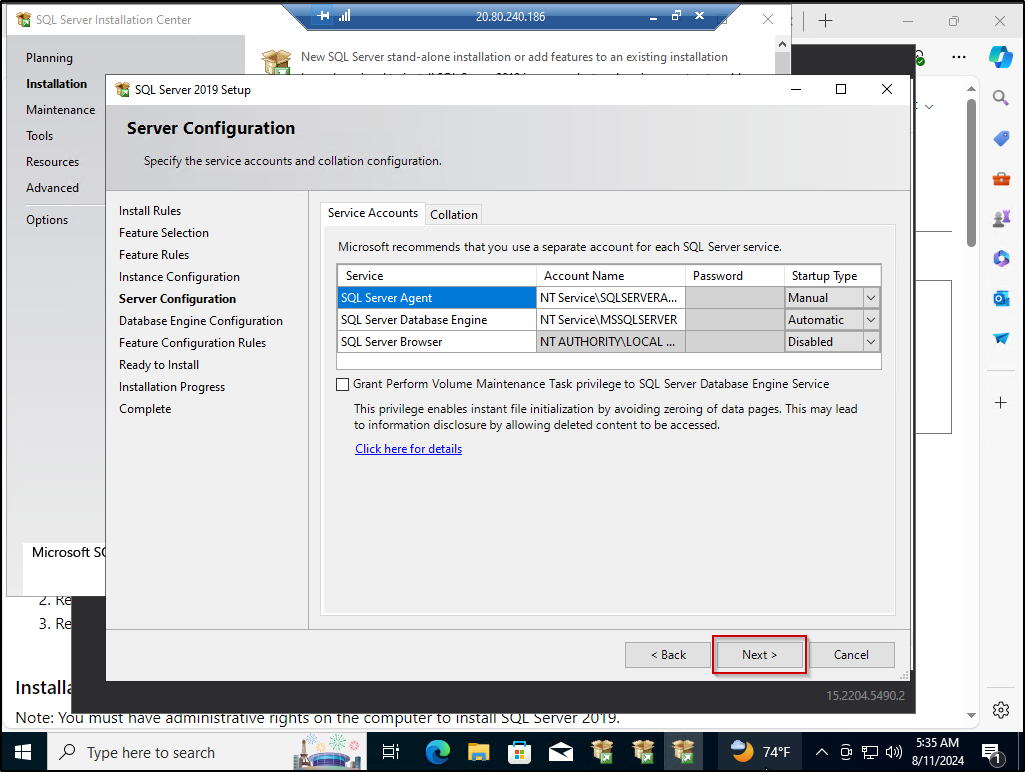 SQL Server Installation Center
20.80.240.186
Planning
Installation
Maintenance
Tools
Resources
Advanced
Options
New SQL Server stand-alone installation or add features to an existing installation
SQL Server 2019 Setup
Server Configuration
Specify the service accounts and collation configuration.
Install Rules
Feature Selection
Feature Rules
Instance Configuration
Server Configuration
Database Engine Configuration
Feature Configuration Rules
Ready to Install
Installation Progress
Complete
Service Accounts Collation
Microsoft recommends that you use a separate account for each SQL Server service.
Service Account Name Password Startup Type
SQL Server Agent NT Service\SQLSERVERA... Manual
SQL Server Database Engine NT Service\MSSQLSERVER Automatic
SQL Server Browser NT AUTHORITY\LOCAL ... Disabled
Grant Perform Volume Maintenance Task privilege to SQL Server Database Engine Service
This privilege enables instant file initialization by avoiding zeroing of data pages. This may lead
to information disclosure by allowing deleted content to be accessed.
Click here for details
< Back Next > Cancel
Microsoft SQ
2. Re
3. Re
15.2204.5490.2
Installa
Note: You must have administrative rights on the computer to install SQL Server 2019.
Type here to search
74°F
5:35 AM
8/11/2024
1